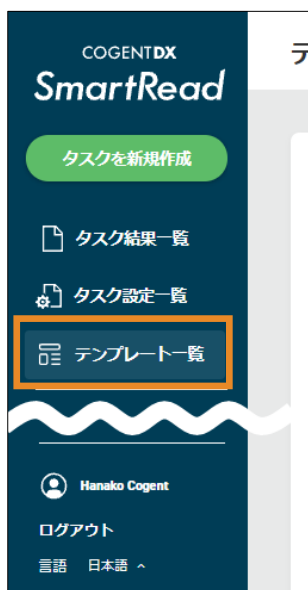 COGENTDX
SmartRead
タスクを新規作成
タスク結果一覧
タスク設定一覧
テンプレート一覧
Hanako Cogent
ログアウト
言語 日本語